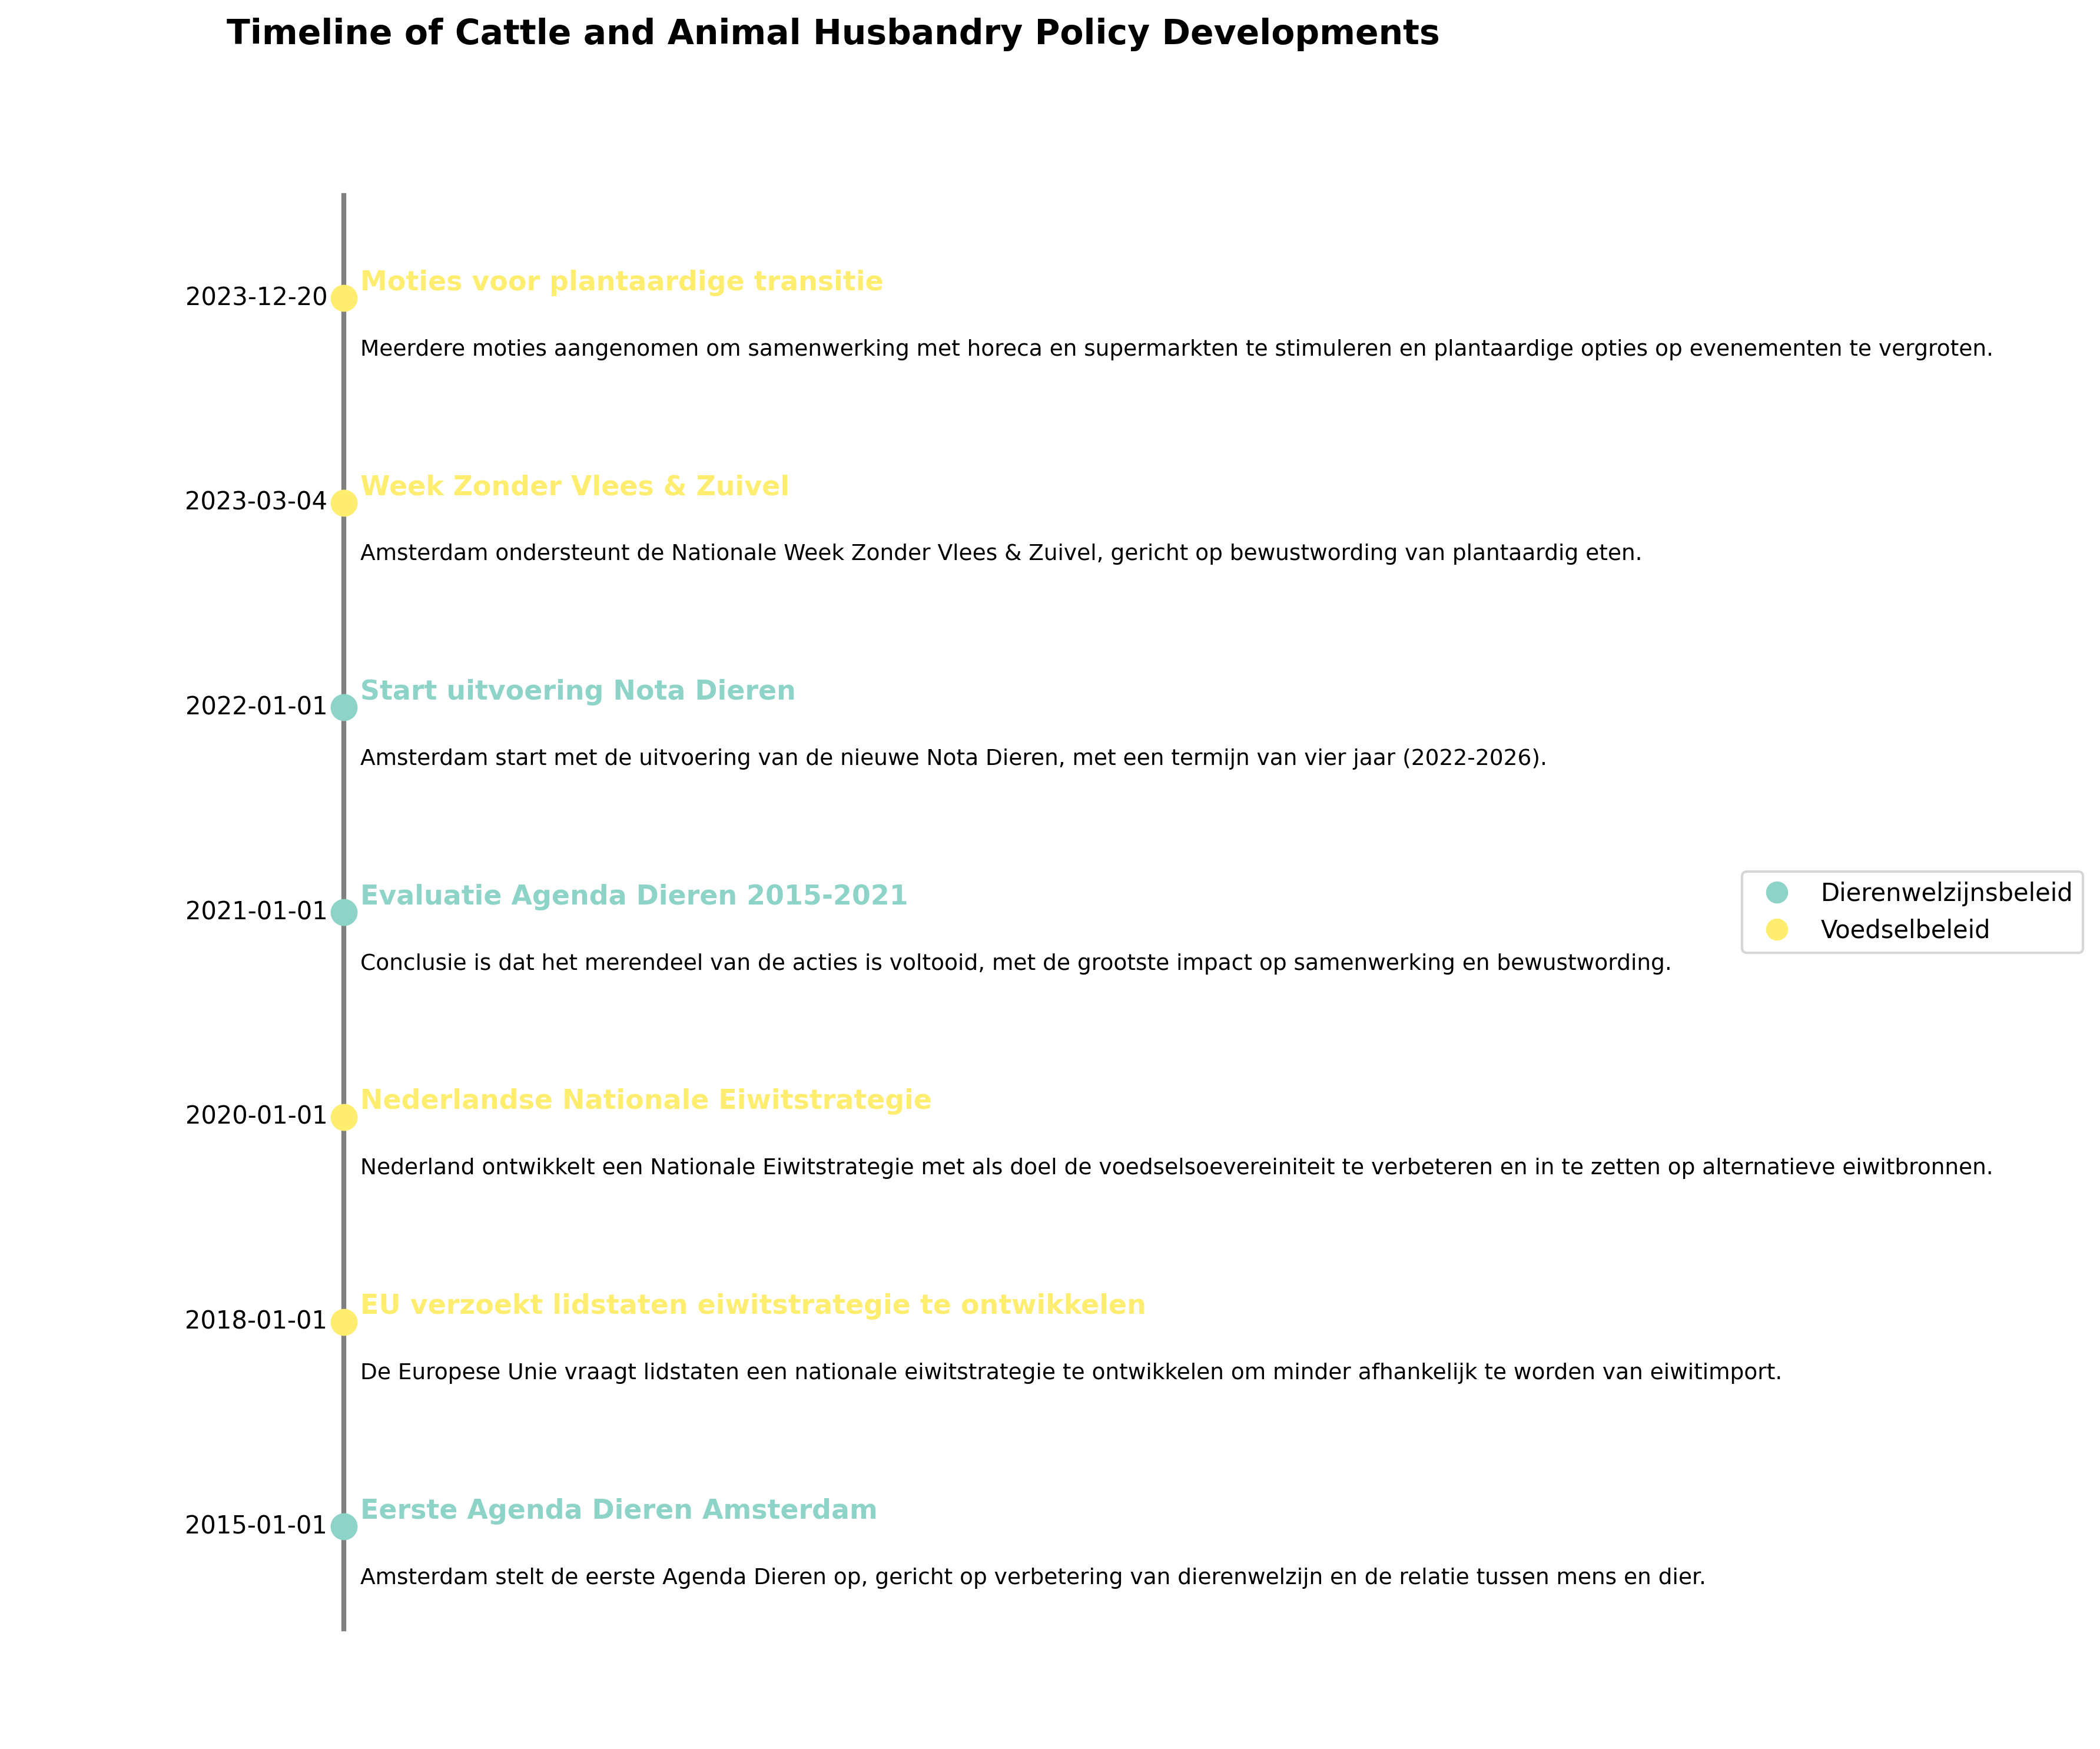 Timeline of Cattle and Animal Husbandry Policy Developments
2023-12-20
Moties voor plantaardige transitie
Meerdere moties aangenomen om samenwerking met horeca en supermarkten te stimuleren en plantaardige opties op evenementen te vergroten.
2023-03-04
Week Zonder Vlees & Zuivel
Amsterdam ondersteunt de Nationale Week Zonder Vlees & Zuivel, gericht op bewustwording van plantaardig eten.
2022-01-01
Start uitvoering Nota Dieren
Amsterdam start met de uitvoering van de nieuwe Nota Dieren, met een termijn van vier jaar (2022-2026).
2021-01-01
Evaluatie Agenda Dieren 2015-2021
Conclusie is dat het merendeel van de acties is voltooid, met de grootste impact op samenwerking en bewustwording.
Dierenwelzijnsbeleid
Voedselbeleid
2020-01-01
Nederlandse Nationale Eiwitstrategie
Nederland ontwikkelt een Nationale Eiwitstrategie met als doel de voedselsoevereiniteit te verbeteren en in te zetten op alternatieve eiwitbronnen.
2018-01-01
EU verzoekt lidstaten eiwitstrategie te ontwikkelen
De Europese Unie vraagt lidstaten een nationale eiwitstrategie te ontwikkelen om minder afhankelijk te worden van eiwitimport.
2015-01-01
Eerste Agenda Dieren Amsterdam
Amsterdam stelt de eerste Agenda Dieren op, gericht op verbetering van dierenwelzijn en de relatie tussen mens en dier.